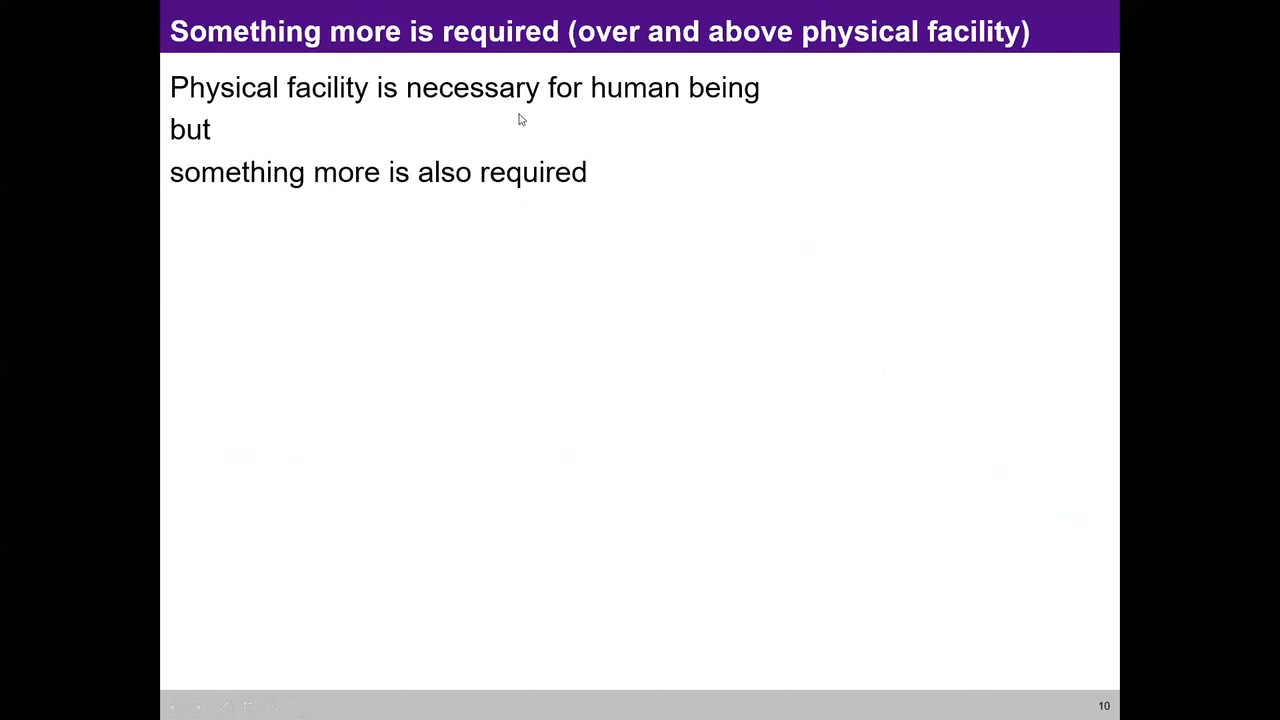 Something more is required (over and above physical facility)
Physical facility is necessary for human being
but
something more is also required
10